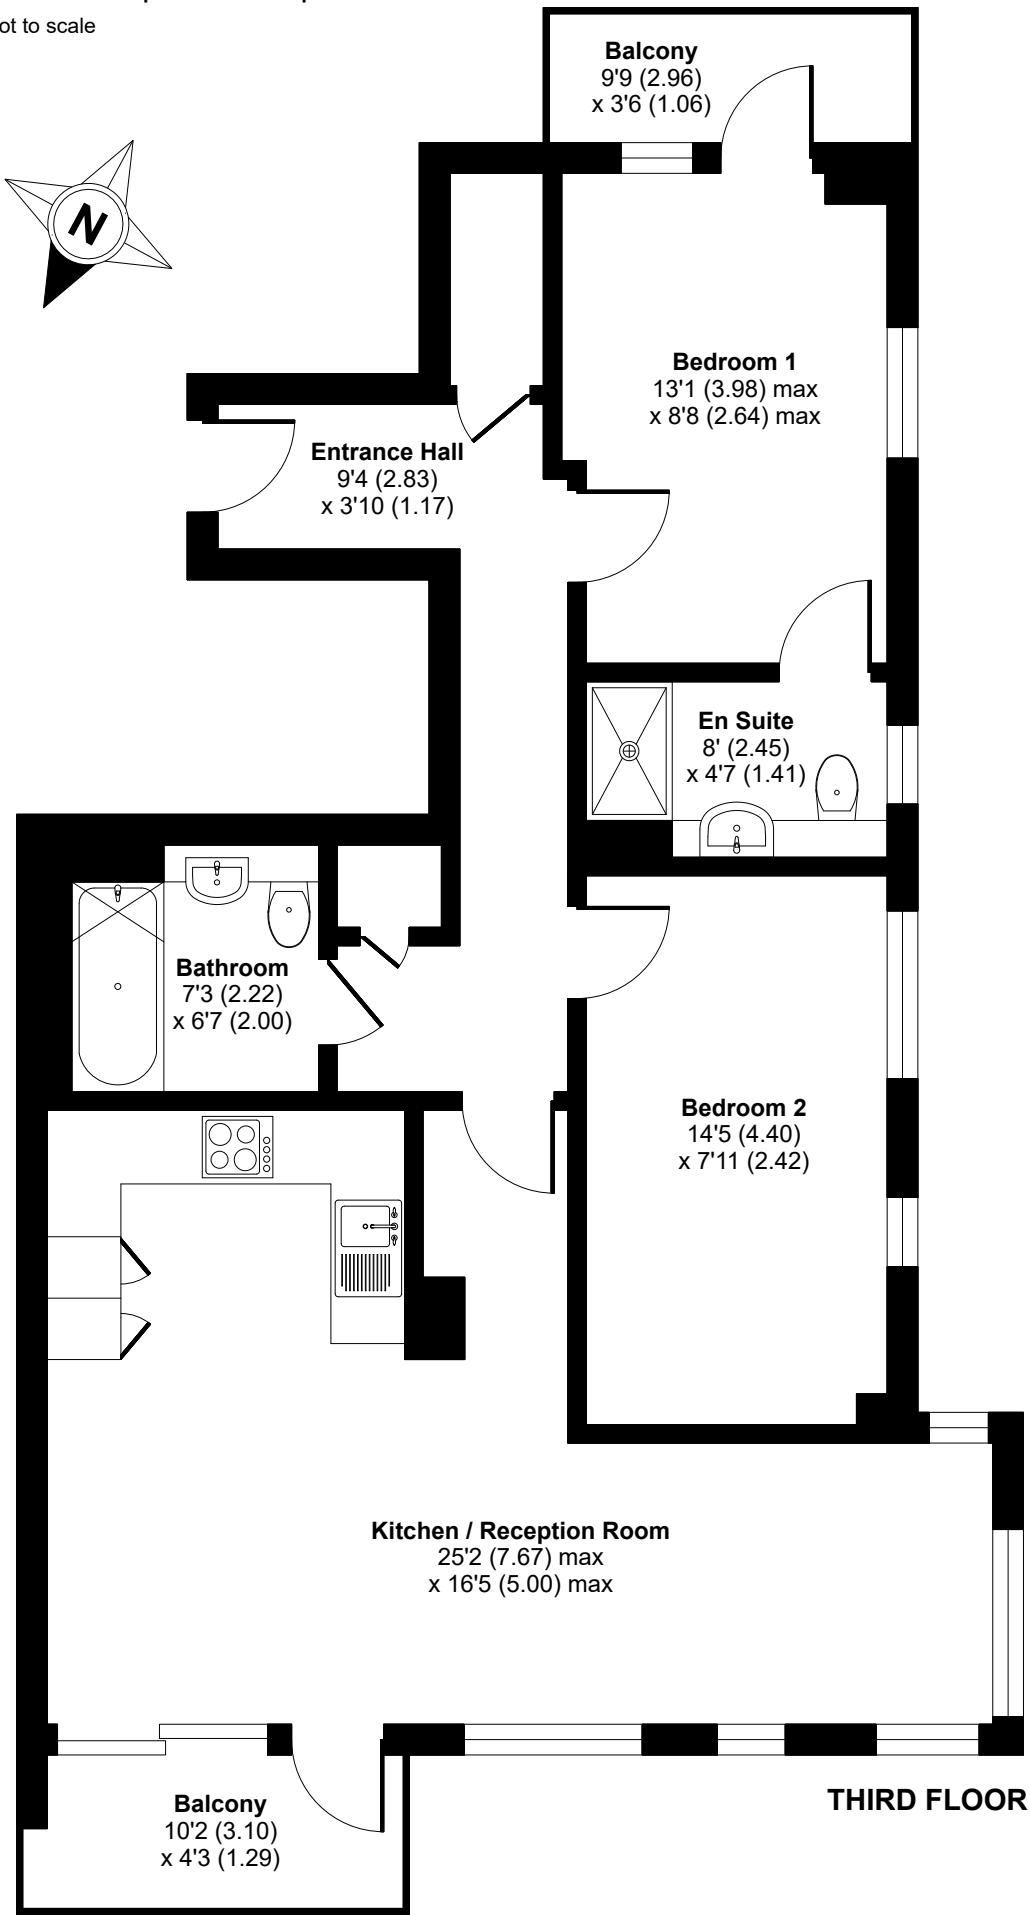 ot to scale
Balcony
9'9 (2.96)
x 3'6 (1.06)
N
Bedroom 1
13'1 (3.98) max
x 8'8 (2.64) max
Entrance Hall
9'4 (2.83)
x 3'10 (1.17)
En Suite
8' (2.45)
x 4'7 (1.41)
Bathroom
7'3 (2.22)
x 6'7 (2.00)
Bedroom 2
14'5 (4.40)
x 7'11 (2.42)
Kitchen / Reception Room
25'2 (7.67) max
x 16'5 (5.00) max
Balcony
10'2 (3.10)
x 4'3 (1.29)
THIRD FLOOR